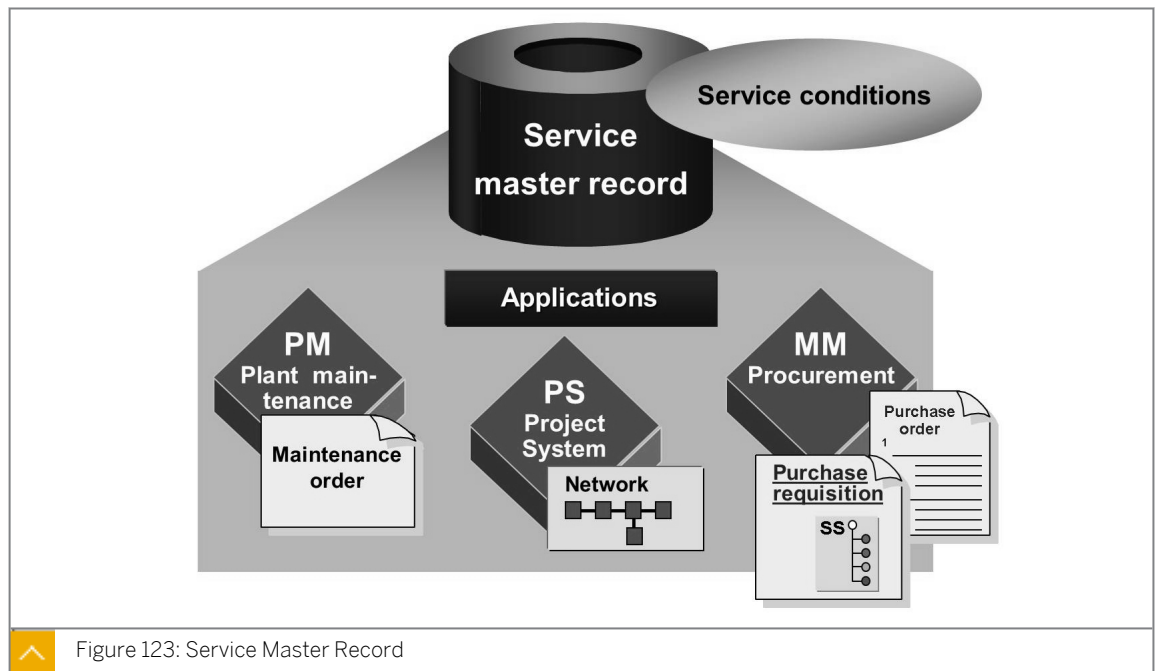 Service conditions
Service
master record
Applications
PM
Plant main-
tenance
Maintenance
order
PS
Project
System
Network
MM
Procurement
Purchase
order
1
Purchase
requisition
SS
Figure 123: Service Master Record